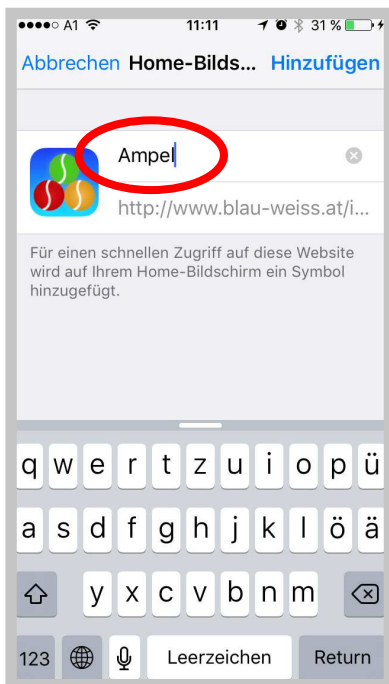 A1 11:11 31 %
Abbrechen Home-Bilds... Hinzufügen
Ampel
http://www.blau-weiss.at/i...
Für einen schnellen Zugriff auf diese Website
wird auf Ihrem Home-Bildschirm ein Symbol
hinzugefügt.
q w e r t z u i o p ü
a s d f g h j k l ö ä
y x c v b n m
123 Leerzeichen Return